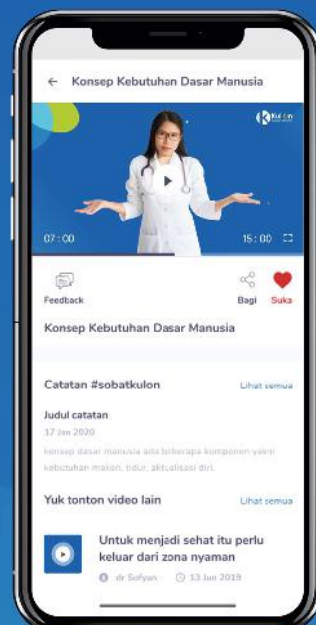 Konsep Kebutuhan Dasar Manusia
07:00
15:00
Feedback
Bagi
Suka
Konsep Kebutuhan Dasar Manusia
Catatan #sobatkulon
Lihat semua
Judul catatan
17 Jan 2020
konsep dasar manusia ada beberapa komponen yakni
kebutuhan makan, tidur, aktualisasi diri.
Yuk tonton video lain
Lihat semua
Untuk menjadi sehat itu perlu
keluar dari zona nyaman
dr Sofyan
13 Jun 2019